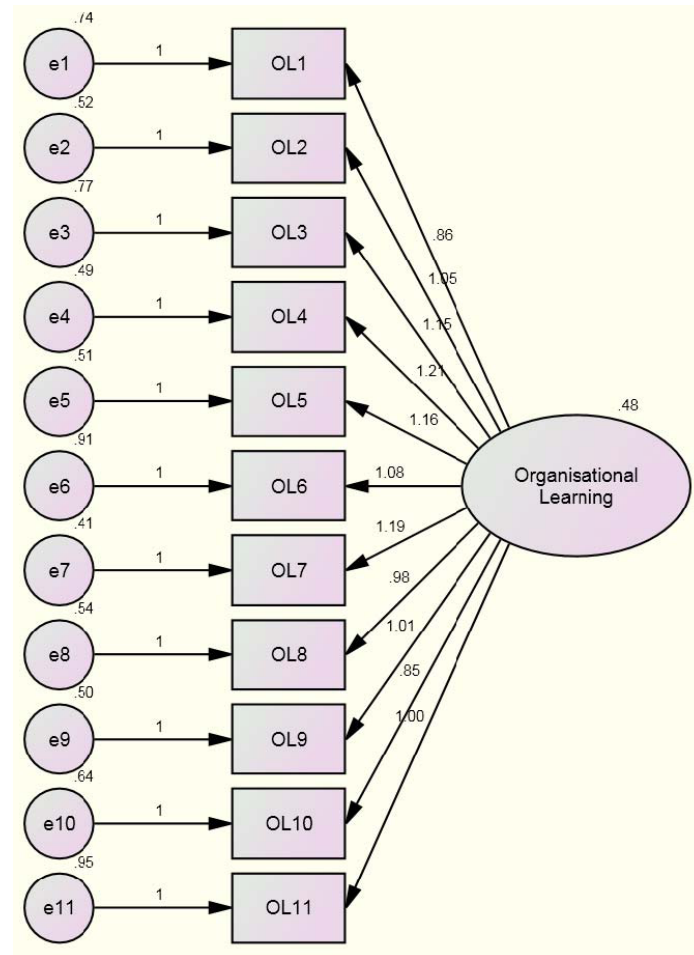 .74
e1
1
OL1
.52
e2
1
OL2
.77
e3
1
OL3
.86
.49
e4
1
OL4
1.05
.51
e5
1
OL5
1.15
.91
e6
1
OL6
1.21
.41
e7
1
OL7
1.16
.54
e8
1
OL8
1.08
.50
e9
1
OL9
1.19
.64
e10
1
OL10
.98
.95
e11
1
OL11
1.01
.85
1.00
.48
Organisational
Learning